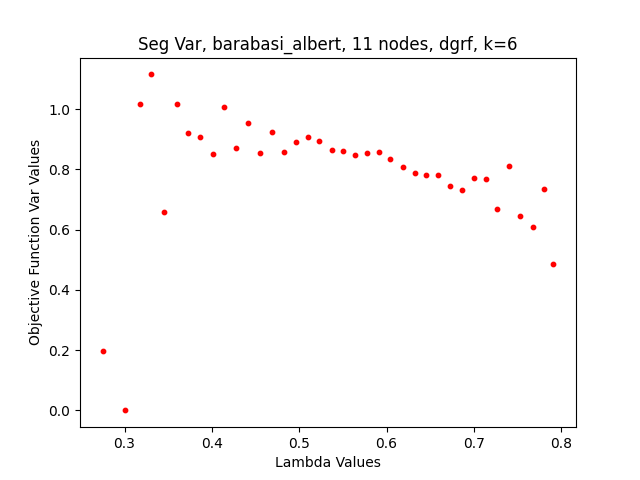 Seg Var, barabasi_albert, 11 nodes, dgrf, k=6
Objective Function Var Values
1.0
0.8
0.6
0.4
0.2
0.0
0.3 0.4 0.5 0.6 0.7 0.8
Lambda Values